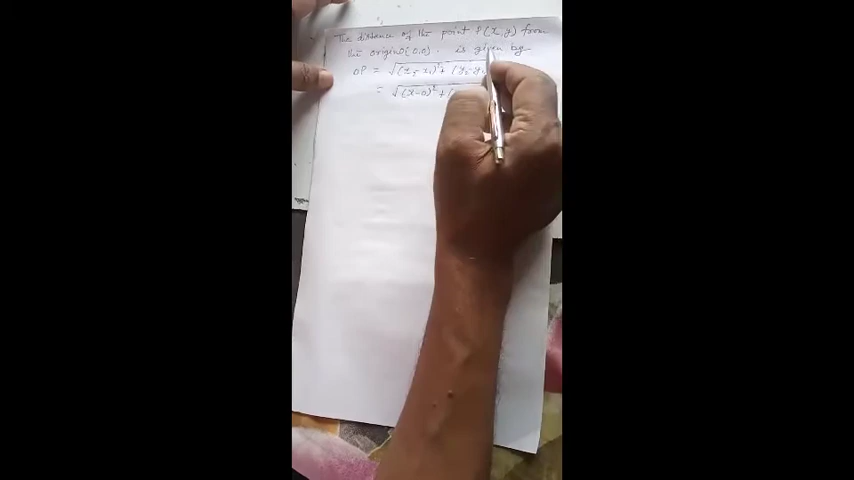 The distance of the point P(x,y) from
the origin O(0,0). is given by
OP = √(x₂-x₁)²+(y₂-y₁
= √(x-0)²+(